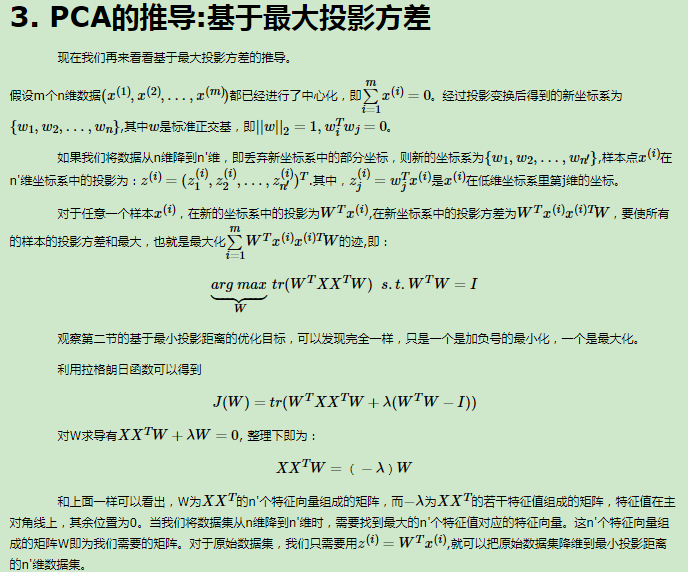 3. PCA的推导:基于最大投影方差
现在我们再来看看基于最大投影方差的推导。
假设m个n维数据(x^{(1)}, x^{(2)}, ..., x^{(m)})都已经进行了中心化，即\sum_{i=1}^{m} x^{(i)} = 0。经过投影变换后得到的新坐标系为
{w_1, w_2, ..., w_n},其中w是标准正交基，即||w||_2 = 1, w_i^T w_j = 0。
如果我们将数据从n维降到n'维，即丢弃新坐标系中的部分坐标，则新的坐标系为{w_1, w_2, ..., w_{n'}},样本点x^{(i)}在
n'维坐标系中的投影为：z^{(i)} = (z_1^{(i)}, z_2^{(i)}, ..., z_{n'}^{(i)})^T.其中，z_j^{(i)} = w_j^T x^{(i)}是x^{(i)}在低维坐标系里第j维的坐标。
对于任意一个样本x^{(i)}，在新的坐标系中的投影为W^T x^{(i)},在新坐标系中的投影方差为W^T x^{(i)} x^{(i)T} W，要使所有
的样本的投影方差和最大，也就是最大化\sum_{i=1}^{m} W^T x^{(i)} x^{(i)T} W的迹,即：
\underbrace{arg max}_{W} tr(W^T X X^T W) s.t. W^T W = I
观察第二节的基于最小投影距离的优化目标，可以发现完全一样，只是一个是加负号的最小化，一个是最大化。
利用拉格朗日函数可以得到
J(W) = tr(W^T X X^T W + λ(W^T W − I))
对W求导有X X^T W + λW = 0, 整理下即为：
X X^T W = （−λ）W
和上面一样可以看出，W为X X^T的n'个特征向量组成的矩阵，而−λ为X X^T的若干特征值组成的矩阵，特征值在主
对角线上，其余位置为0。当我们将数据集从n维降到n'维时，需要找到最大的n'个特征值对应的特征向量。这n'个特征向量组
成的矩阵W即为我们需要的矩阵。对于原始数据集，我们只需要用z^{(i)} = W^T x^{(i)},就可以把原始数据集降维到最小投影距离
的n'维数据集。